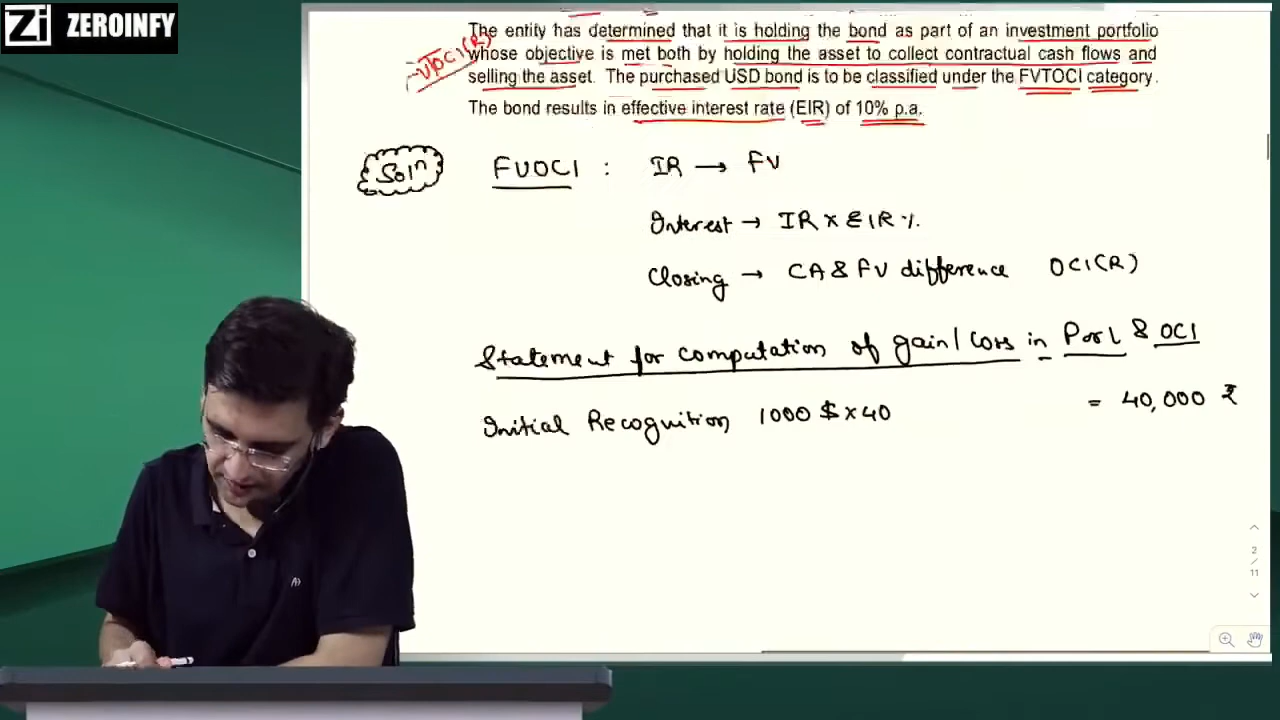 Zi ZEROINFY
The entity has determined that it is holding the bond as part of an investment portfolio
whose objective is met both by holding the asset to collect contractual cash flows and
selling the asset. The purchased USD bond is to be classified under the FVTOCI category.
The bond results in effective interest rate (EIR) of 10% p.a.
Soln FVOCI : IR → FV
Interest → IR x EIR %
Closing → CA & FV difference OCI(R)
Statement for computation of gain/loss in P or L & OCI
Initial Recognition 1000 $ x 40 = 40,000 ₹
2
/
11